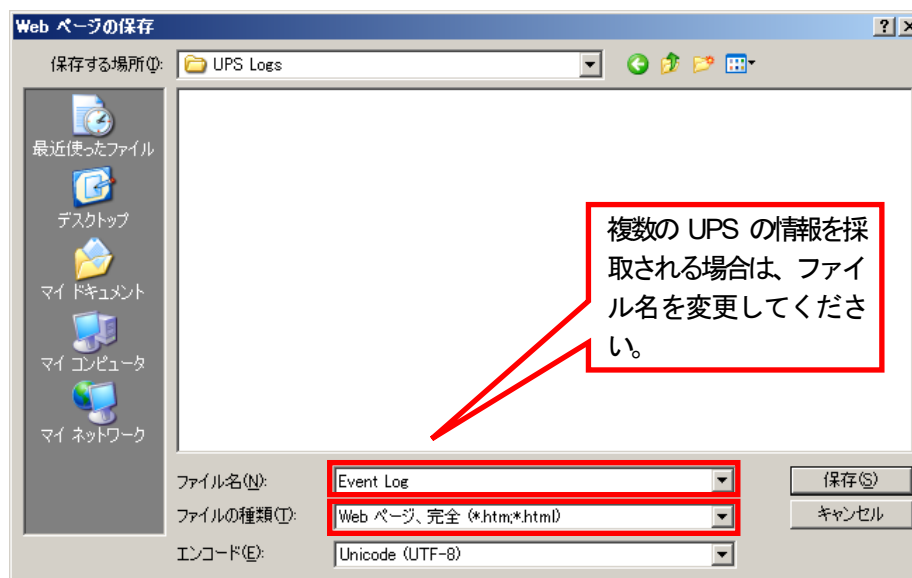 Web ページの保存
保存する場所(I):
UPS Logs
最近使ったファイル
デスクトップ
マイ ドキュメント
マイ コンピュータ
マイ ネットワーク
複数の UPS の情報を採
取される場合は、ファイ
ル名を変更してくださ
い。
ファイル名(N):
Event Log
保存(S)
ファイルの種類(T):
Web ページ、完全 (*.htm;*.html)
キャンセル
エンコード(E):
Unicode (UTF-8)